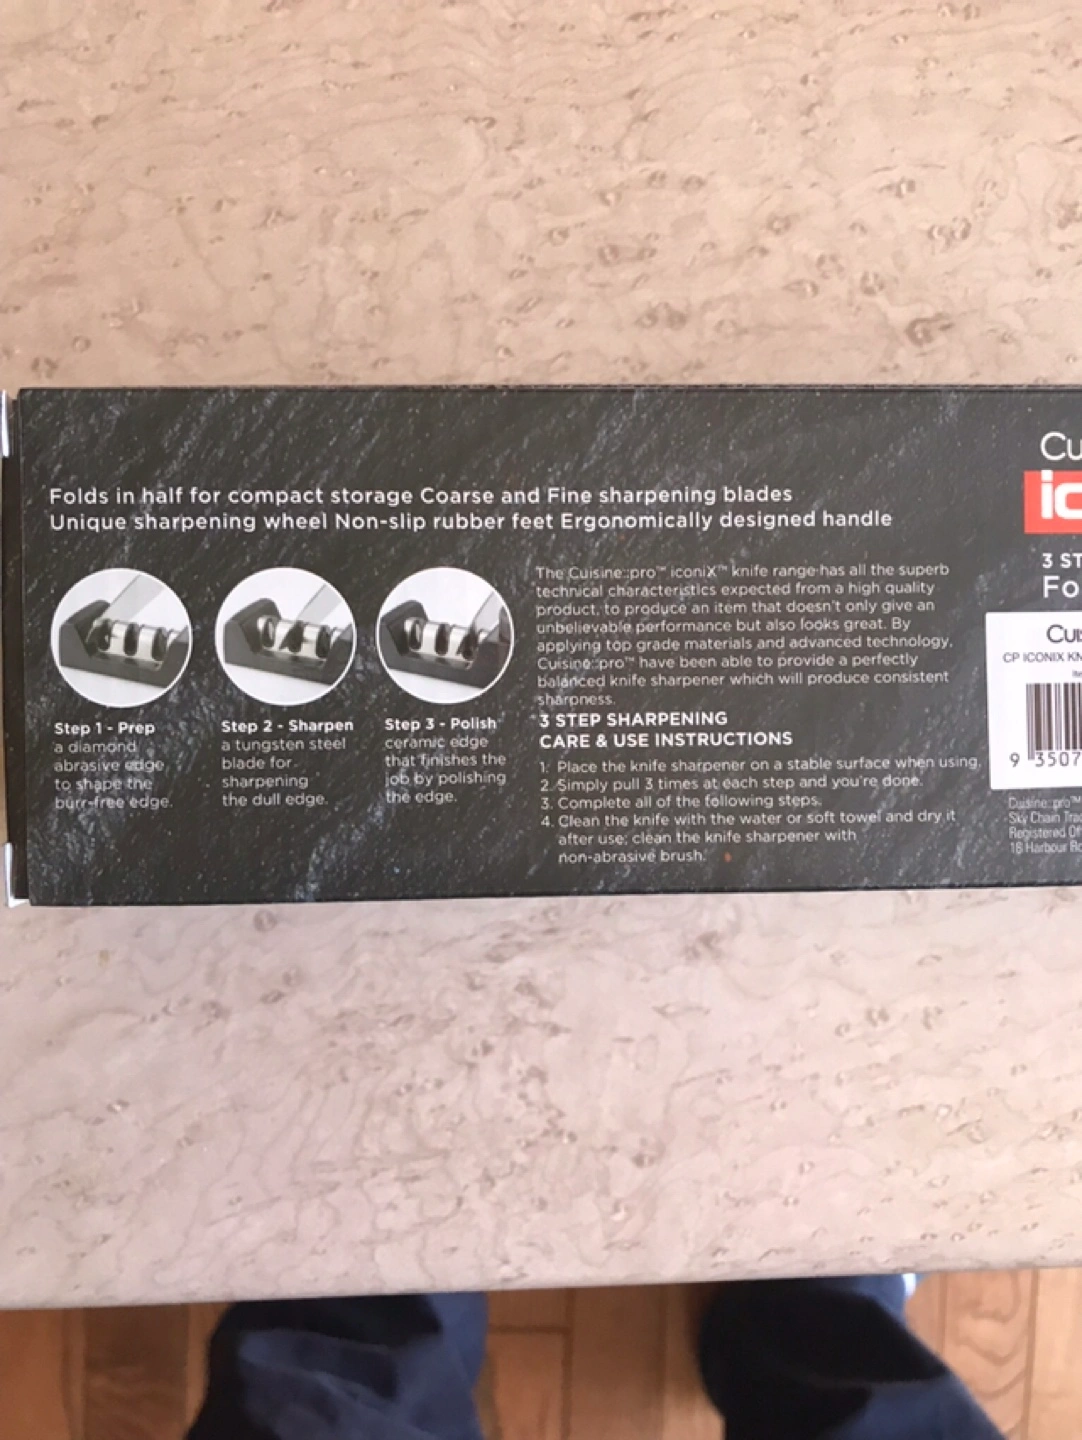 Folds in half for compact storage Coarse and Fine sharpening blades
Unique sharpening wheel Non-slip rubber feet Ergonomically designed handle
Step 1 - Prep
a diamond
abrasive edge
to shape the
burr-free edge.
Step 2 - Sharpen
a tungsten steel
blade for
sharpening
the dull edge.
Step 3 - Polish
ceramic edge
that finishes the
job by polishing
the edge.
The Cuisine::pro™ iconiX™ knife range has all the superb
technical characteristics expected from a high quality
product, to produce an item that doesn't only give an
unbelievable performance but also looks great. By
applying top grade materials and advanced technology,
Cuisine::pro™ have been able to provide a perfectly
balanced knife sharpener which will produce consistent
sharpness.
3 STEP SHARPENING
CARE & USE INSTRUCTIONS
1. Place the knife sharpener on a stable surface when using.
2. Simply pull 3 times at each step and you're done.
3. Complete all of the following steps.
4. Clean the knife with the water or soft towel and dry it
after use; clean the knife sharpener with
non-abrasive brush.
Cu
ic
3 ST
Fo
Cuis
CP ICONIX KN
Ite
9 3507
Cuisine::pro™
Sky Chain Trad
Registered Of
18 Harbour Ro